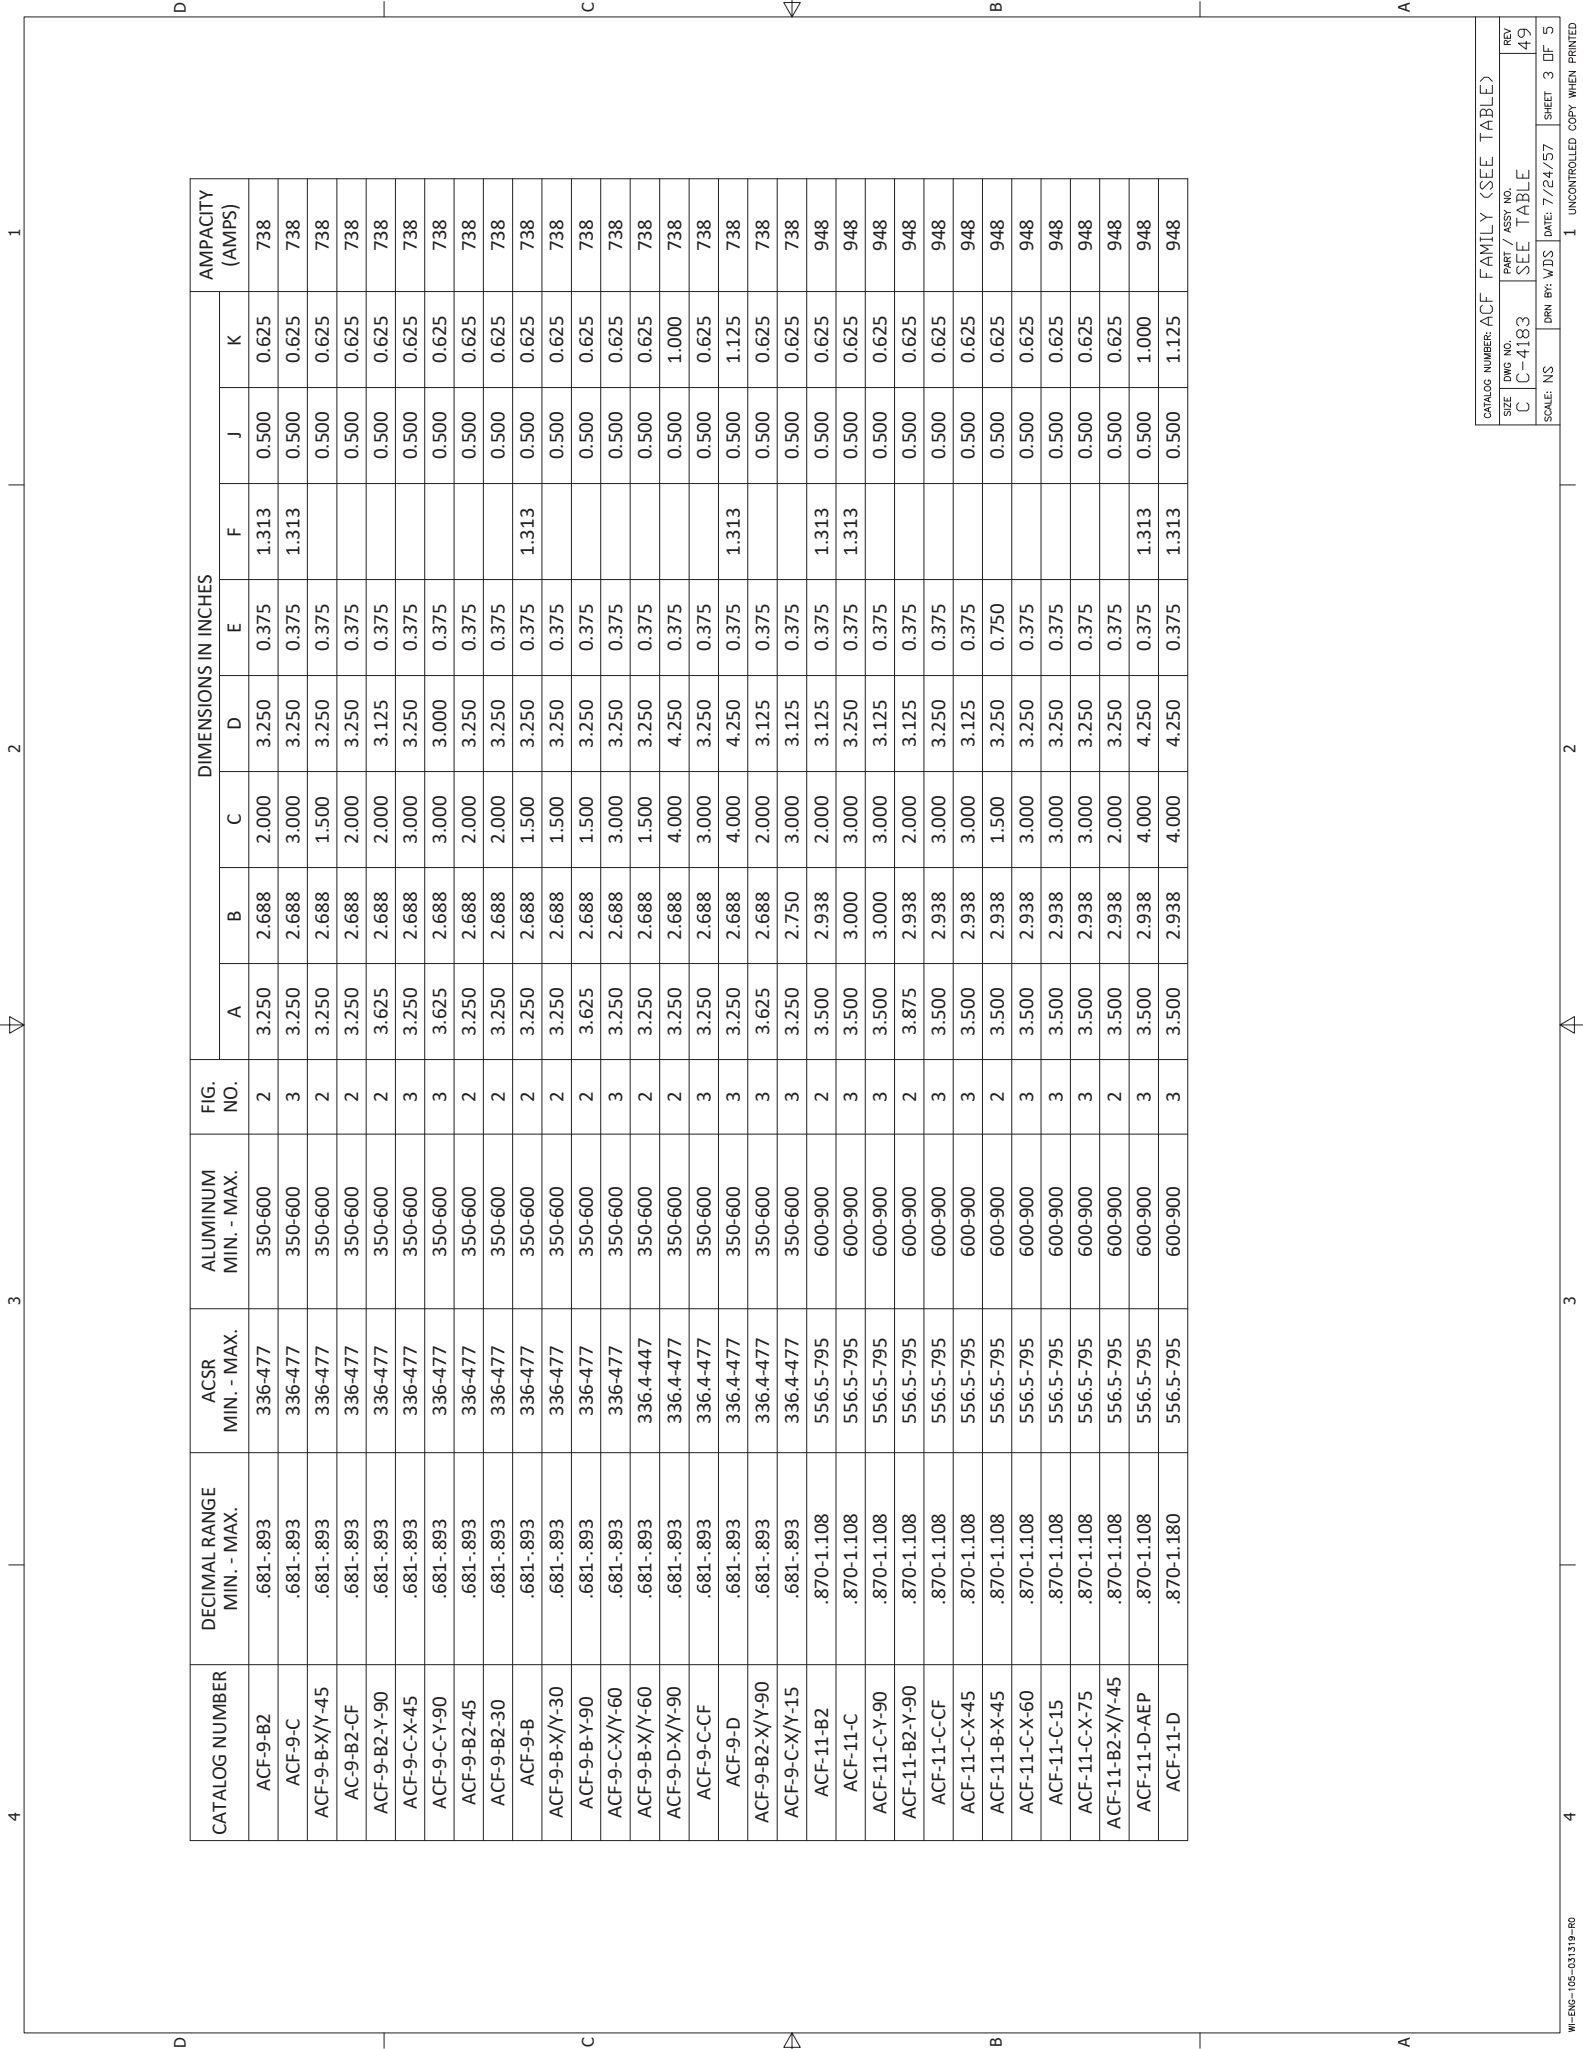 4 3 2 1
D
C
B
A
CATALOG NUMBER DECIMAL RANGE MIN. - MAX. ACSR MIN. - MAX. ALUMINUM MIN. - MAX. FIG. NO. DIMENSIONS IN INCHES AMPACITY (AMPS)
A B C D E F J K
ACF-9-B2 .681-.893 336-477 350-600 2 3.250 2.688 2.000 3.250 0.375 1.313 0.500 0.625 738
ACF-9-C .681-.893 336-477 350-600 3 3.250 2.688 3.000 3.250 0.375 1.313 0.500 0.625 738
ACF-9-B-X/Y-45 .681-.893 336-477 350-600 2 3.250 2.688 1.500 3.250 0.375 0.500 0.625 738
AC-9-B2-CF .681-.893 336-477 350-600 2 3.250 2.688 2.000 3.250 0.375 0.500 0.625 738
ACF-9-B2-Y-90 .681-.893 336-477 350-600 2 3.625 2.688 2.000 3.125 0.375 0.500 0.625 738
ACF-9-C-X-45 .681-.893 336-477 350-600 3 3.250 2.688 3.000 3.250 0.375 0.500 0.625 738
ACF-9-C-Y-90 .681-.893 336-477 350-600 3 3.625 2.688 3.000 3.000 0.375 0.500 0.625 738
ACF-9-B2-45 .681-.893 336-477 350-600 2 3.250 2.688 2.000 3.250 0.375 0.500 0.625 738
ACF-9-B2-30 .681-.893 336-477 350-600 2 3.250 2.688 2.000 3.250 0.375 0.500 0.625 738
ACF-9-B .681-.893 336-477 350-600 2 3.250 2.688 1.500 3.250 0.375 1.313 0.500 0.625 738
ACF-9-B-X/Y-30 .681-.893 336-477 350-600 2 3.250 2.688 1.500 3.250 0.375 0.500 0.625 738
ACF-9-B-Y-90 .681-.893 336-477 350-600 2 3.625 2.688 1.500 3.250 0.375 0.500 0.625 738
ACF-9-C-X/Y-60 .681-.893 336-477 350-600 3 3.250 2.688 3.000 3.250 0.375 0.500 0.625 738
ACF-9-B-X/Y-60 .681-.893 336.4-447 350-600 2 3.250 2.688 1.500 3.250 0.375 0.500 0.625 738
ACF-9-D-X/Y-90 .681-.893 336.4-477 350-600 2 3.250 2.688 4.000 4.250 0.375 0.500 1.000 738
ACF-9-C-CF .681-.893 336.4-477 350-600 3 3.250 2.688 3.000 3.250 0.375 0.500 0.625 738
ACF-9-D .681-.893 336.4-477 350-600 3 3.250 2.688 4.000 4.250 0.375 1.313 0.500 1.125 738
ACF-9-B2-X/Y-90 .681-.893 336.4-477 350-600 3 3.625 2.688 2.000 3.125 0.375 0.500 0.625 738
ACF-9-C-X/Y-15 .681-.893 336.4-477 350-600 3 3.250 2.750 3.000 3.125 0.375 0.500 0.625 738
ACF-11-B2 .870-1.108 556.5-795 600-900 2 3.500 2.938 2.000 3.125 0.375 1.313 0.500 0.625 948
ACF-11-C .870-1.108 556.5-795 600-900 3 3.500 3.000 3.000 3.250 0.375 1.313 0.500 0.625 948
ACF-11-C-Y-90 .870-1.108 556.5-795 600-900 3 3.500 3.000 3.000 3.125 0.375 0.500 0.625 948
ACF-11-B2-Y-90 .870-1.108 556.5-795 600-900 2 3.875 2.938 2.000 3.125 0.375 0.500 0.625 948
ACF-11-C-CF .870-1.108 556.5-795 600-900 3 3.500 2.938 3.000 3.250 0.375 0.500 0.625 948
ACF-11-C-X-45 .870-1.108 556.5-795 600-900 3 3.500 2.938 3.000 3.125 0.375 0.500 0.625 948
ACF-11-B-X-45 .870-1.108 556.5-795 600-900 2 3.500 2.938 1.500 3.250 0.750 0.500 0.625 948
ACF-11-C-X-60 .870-1.108 556.5-795 600-900 3 3.500 2.938 3.000 3.250 0.375 0.500 0.625 948
ACF-11-C-15 .870-1.108 556.5-795 600-900 3 3.500 2.938 3.000 3.250 0.375 0.500 0.625 948
ACF-11-C-X-75 .870-1.108 556.5-795 600-900 3 3.500 2.938 3.000 3.250 0.375 0.500 0.625 948
ACF-11-B2-X/Y-45 .870-1.108 556.5-795 600-900 2 3.500 2.938 2.000 3.250 0.375 0.500 0.625 948
ACF-11-D-AEP .870-1.108 556.5-795 600-900 3 3.500 2.938 4.000 4.250 0.375 1.313 0.500 1.000 948
ACF-11-D .870-1.180 556.5-795 600-900 3 3.500 2.938 4.000 4.250 0.375 1.313 0.500 1.125 948
D
C
B
A
CATALOG NUMBER: ACF FAMILY (SEE TABLE)
SIZE DWG NO. PART / ASSY NO. REV
C C-4183 SEE TABLE 49
SCALE: NS DRN BY: WDS DATE: 7/24/57 SHEET 3 OF 5
4 3 2 1
WI-ENG-105-031319-R0 UNCONTROLLED COPY WHEN PRINTED